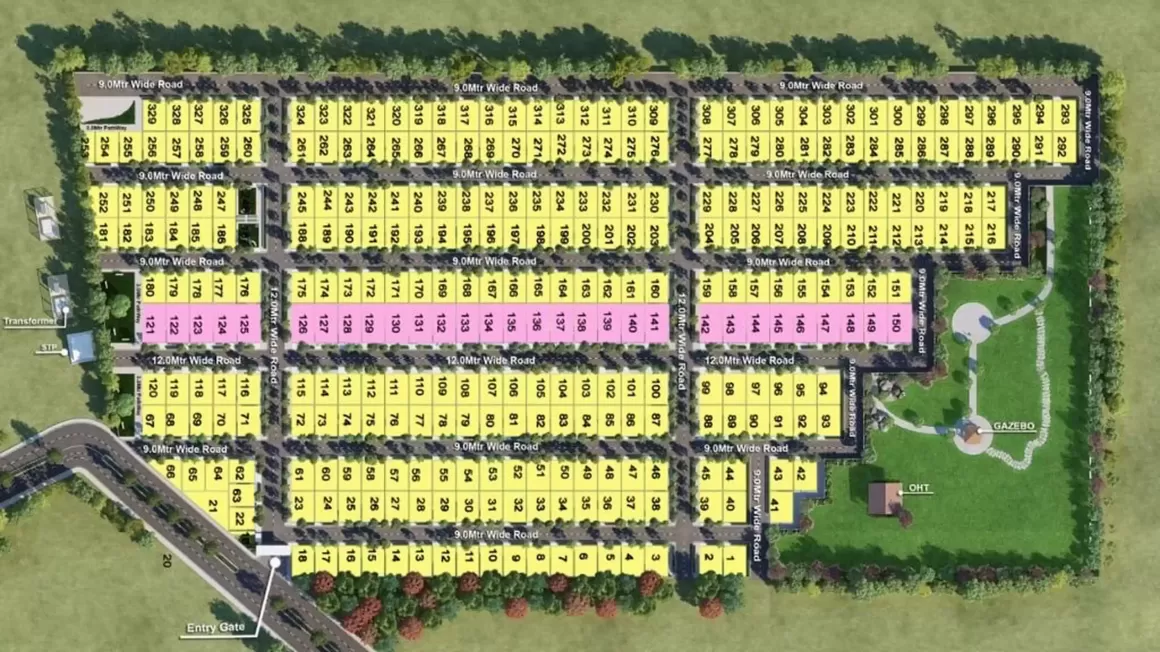 9.0Mtr Wide Road 9.0Mtr Wide Road 9.0Mtr Wide Road
329 328 327 326 325 324 323 322 321 320 319 318 317 316 315 314 313 312 311 310 309 308 307 306 305 304 303 302 301 300 299 298 297 296 295 294 293
9.0Mtr Wide Road
253 254 255 256 257 258 259 260 261 262 263 264 265 266 267 268 269 270 271 272 273 274 275 276 277 278 279 280 281 282 283 284 285 286 287 288 289 290 291 292
9.0Mtr Wide Road 9.0Mtr Wide Road 9.0Mtr Wide Road
252 251 250 249 248 247 245 244 243 242 241 240 239 238 237 236 235 234 233 232 231 230 229 228 227 226 225 224 223 222 221 220 219 218 217
9.0Mtr Wide Road
181 182 183 184 185 186 188 189 190 191 192 193 194 195 196 197 198 199 200 201 202 203 204 205 206 207 208 209 210 211 212 213 214 215 216
9.0Mtr Wide Road 9.0Mtr Wide Road 9.0Mtr Wide Road
180 179 178 177 176 175 174 173 172 171 170 169 168 167 166 165 164 163 162 161 160 159 158 157 156 155 154 153 152 151
9.0Mtr Wide Road
12.0Mtr Wide Road
12.0Mtr Wide Road
Transformer
121 122 123 124 125 126 127 128 129 130 131 132 133 134 135 136 137 138 139 140 141 142 143 144 145 146 147 148 149 150
STP
12.0Mtr Wide Road 12.0Mtr Wide Road 12.0Mtr Wide Road
120 119 118 117 116 115 114 113 112 111 110 109 108 107 106 105 104 103 102 101 100 99 98 97 96 95 94
9.0Mtr Wide Road
67 68 69 70 71 72 73 74 75 76 77 78 79 80 81 82 83 84 85 86 87 88 89 90 91 92 93
GAZEBO
9.0Mtr Wide Road 9.0Mtr Wide Road 9.0Mtr Wide Road
66 65 64 62 61 60 59 58 57 56 55 54 53 52 51 50 49 48 47 46 45 44 43 42
9.0Mtr Wide Road
OHT
63 21 22 23 24 25 26 27 28 29 30 31 32 33 34 35 36 37 38 39 40 41
9.0Mtr Wide Road
20 18 17 16 15 14 13 12 11 10 9 8 7 6 5 4 3 2 1
Entry Gate